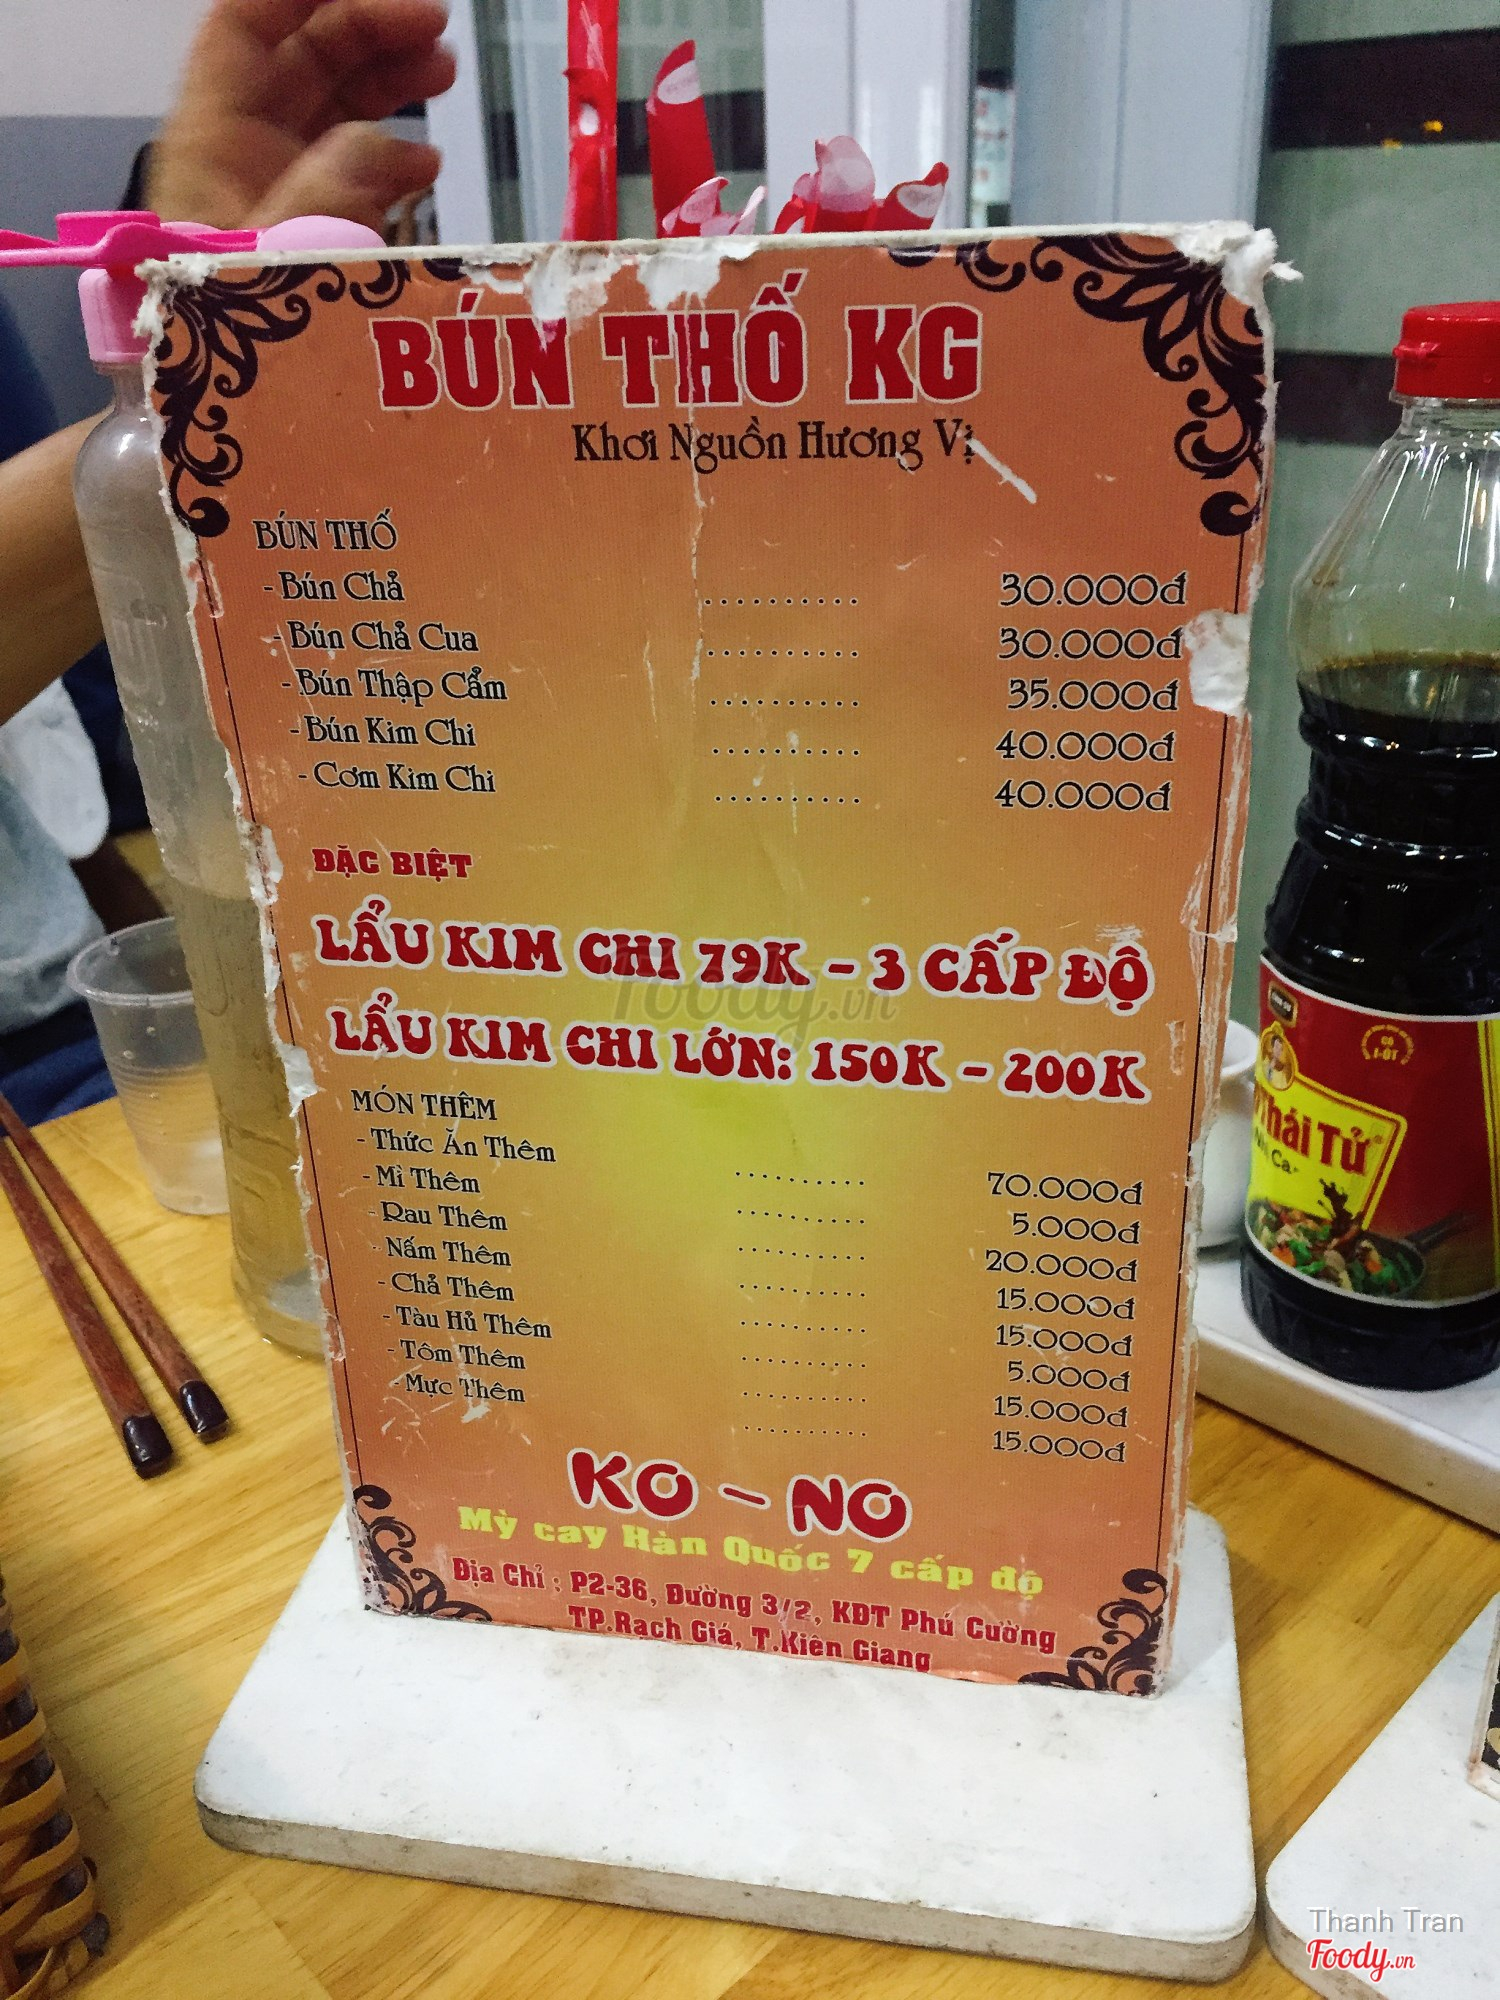 BÚN THỐ KG
Khơi Nguồn Hương Vị
BÚN THỐ
- Bún Chả .......... 30.000đ
- Bún Chả Cua .......... 30.000đ
- Bún Thập Cẩm .......... 35.000đ
- Bún Kim Chi .......... 40.000đ
- Cơm Kim Chi .......... 40.000đ
ĐẶC BIỆT
LẨU KIM CHI 79K - 3 CẤP ĐỘ
LẨU KIM CHI LỚN: 150K - 200K
MÓN THÊM
- Thức Ăn Thêm .......... 70.000đ
- Mì Thêm .......... 5.000đ
- Rau Thêm .......... 20.000đ
- Nấm Thêm .......... 15.000đ
- Chả Thêm .......... 15.000đ
- Tàu Hủ Thêm .......... 5.000đ
- Tôm Thêm .......... 15.000đ
- Mực Thêm .......... 15.000đ
KO - NO
Mỳ cay Hàn Quốc 7 cấp độ
Địa Chỉ : P2-36, Đường 3/2, KĐT Phú Cường
TP.Rạch Giá, T.Kiên Giang
Foody.vn
CÓ
I-ỐT
Thái Tử
Thanh Tran
Foody.vn